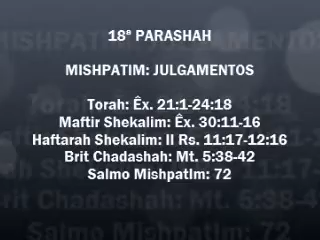 18ª PARASHAH
MISHPATIM: JULGAMENTOS
Torah: Êx. 21:1-24:18
Maftir Shekalim: Êx. 30:11-16
Haftarah Shekalim: II Rs. 11:17-12:16
Brit Chadashah: Mt. 5:38-42
Salmo Mishpatim: 72